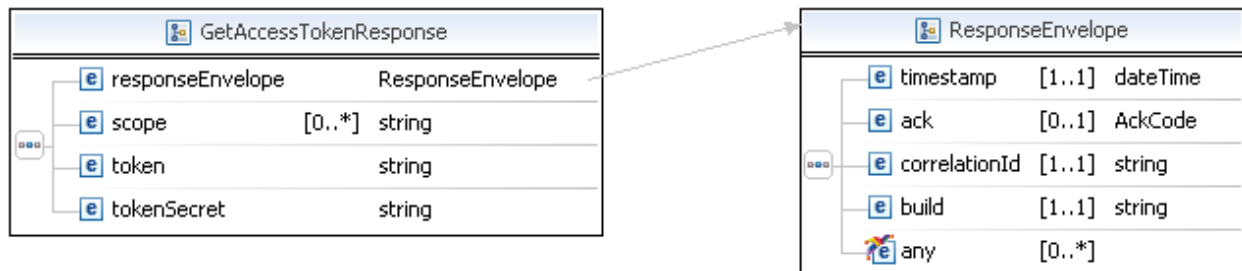 GetAccessTokenResponse
responseEnvelope ResponseEnvelope
scope [0..*] string
token string
tokenSecret string
ResponseEnvelope
timestamp [1..1] dateTime
ack [0..1] AckCode
correlationId [1..1] string
build [1..1] string
any [0..*]